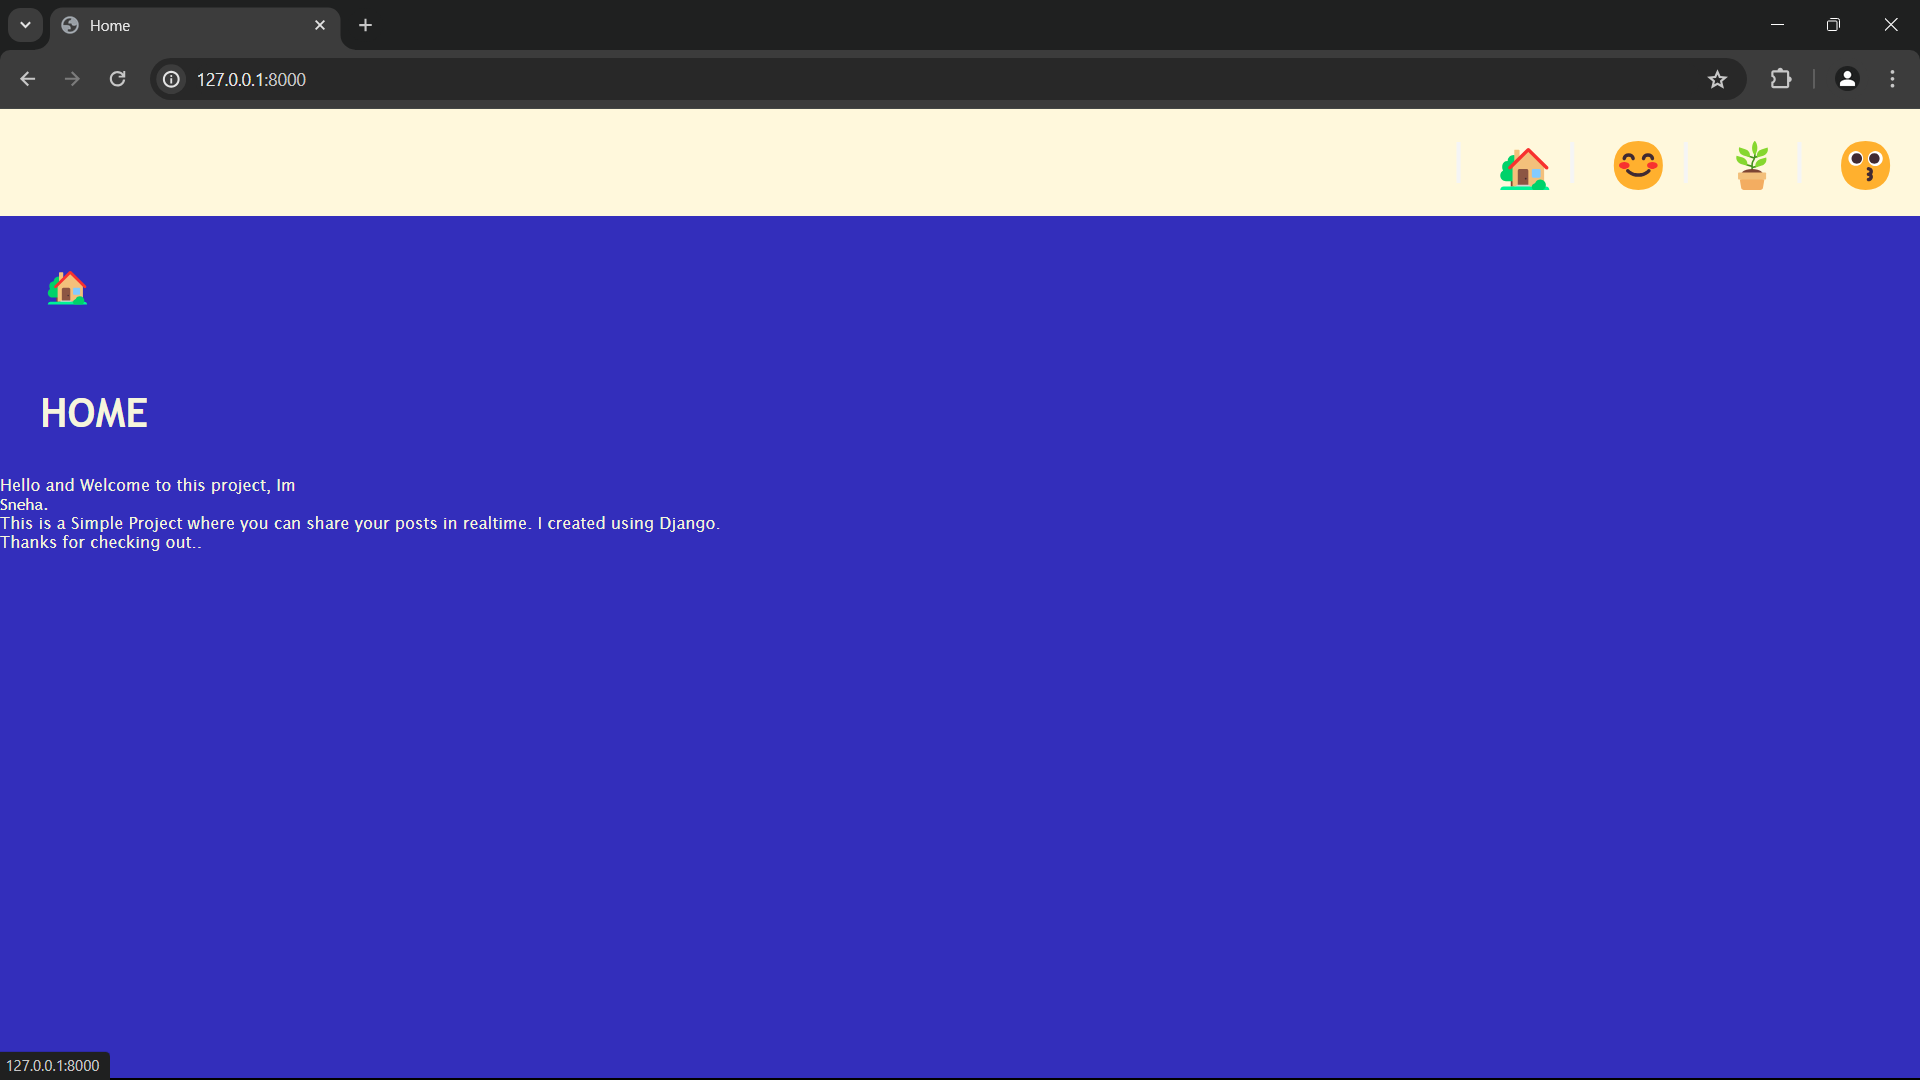 Home
127.0.0.1:8000
HOME
Hello and Welcome to this project, Im
Sneha.
This is a Simple Project where you can share your posts in realtime. I created using Django.
Thanks for checking out..
127.0.0.1:8000